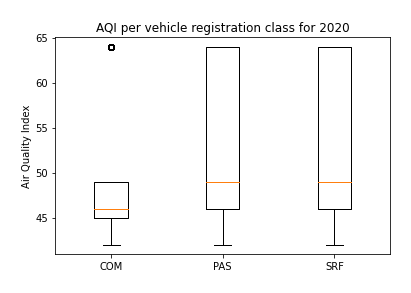 AQI per vehicle registration class for 2020
65
60
55
50
45
Air Quality Index
COM PAS SRF